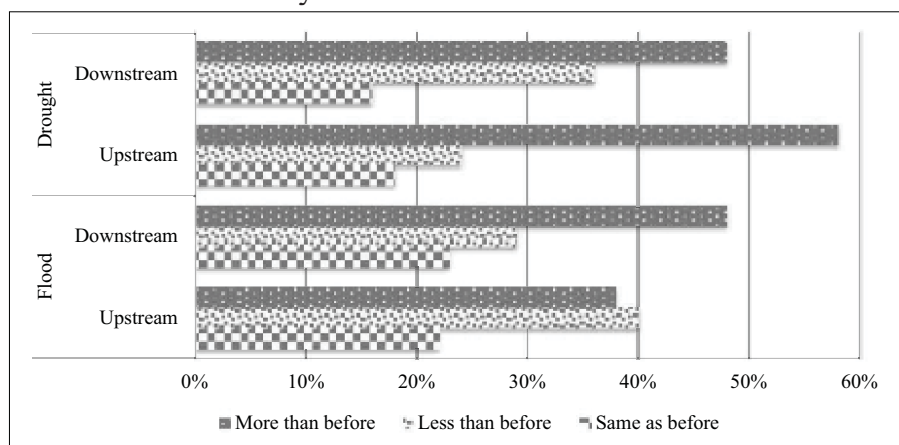 Drought
Downstream
Upstream
Flood
Downstream
Upstream
0% 10% 20% 30% 40% 50% 60%
More than before Less than before Same as before